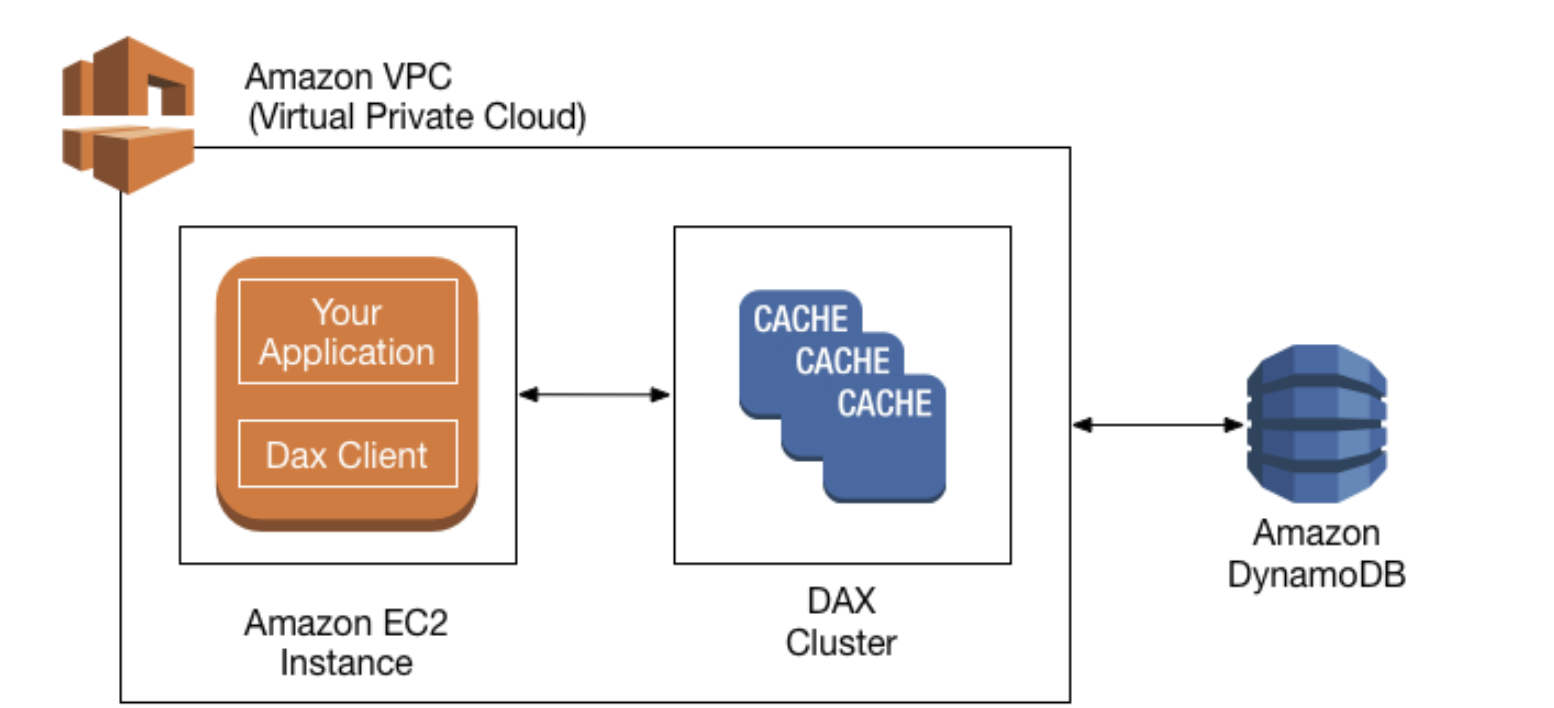 Amazon VPC
(Virtual Private Cloud)
Your
Application
Dax Client
Amazon EC2
Instance
CACHE
CACHE
CACHE
DAX
Cluster
Amazon
DynamoDB